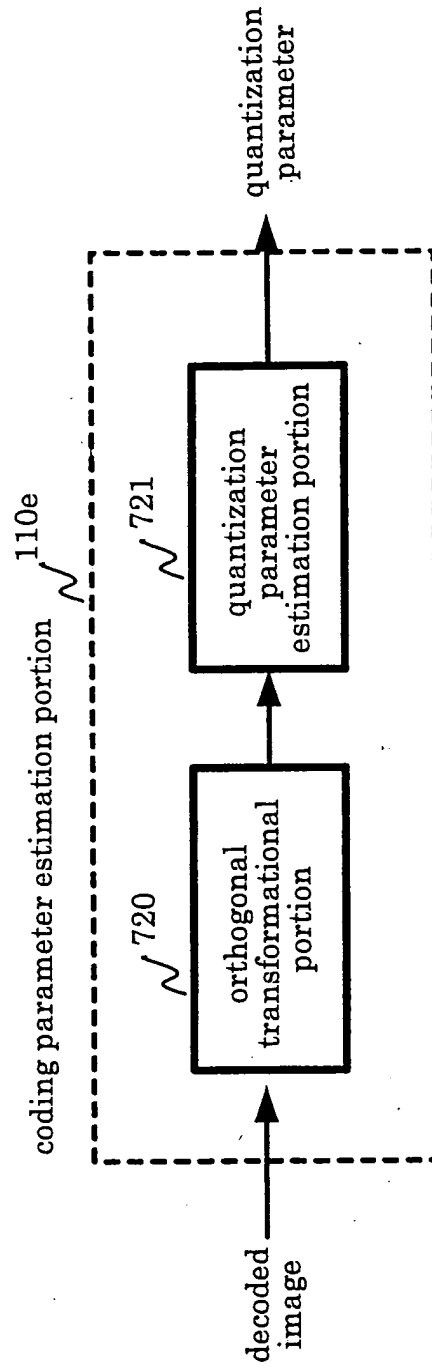 coding parameter estimation portion 110e
720
721
decoded
image
orthogonal
transformational
portion
quantization
parameter
estimation portion
quantization
parameter